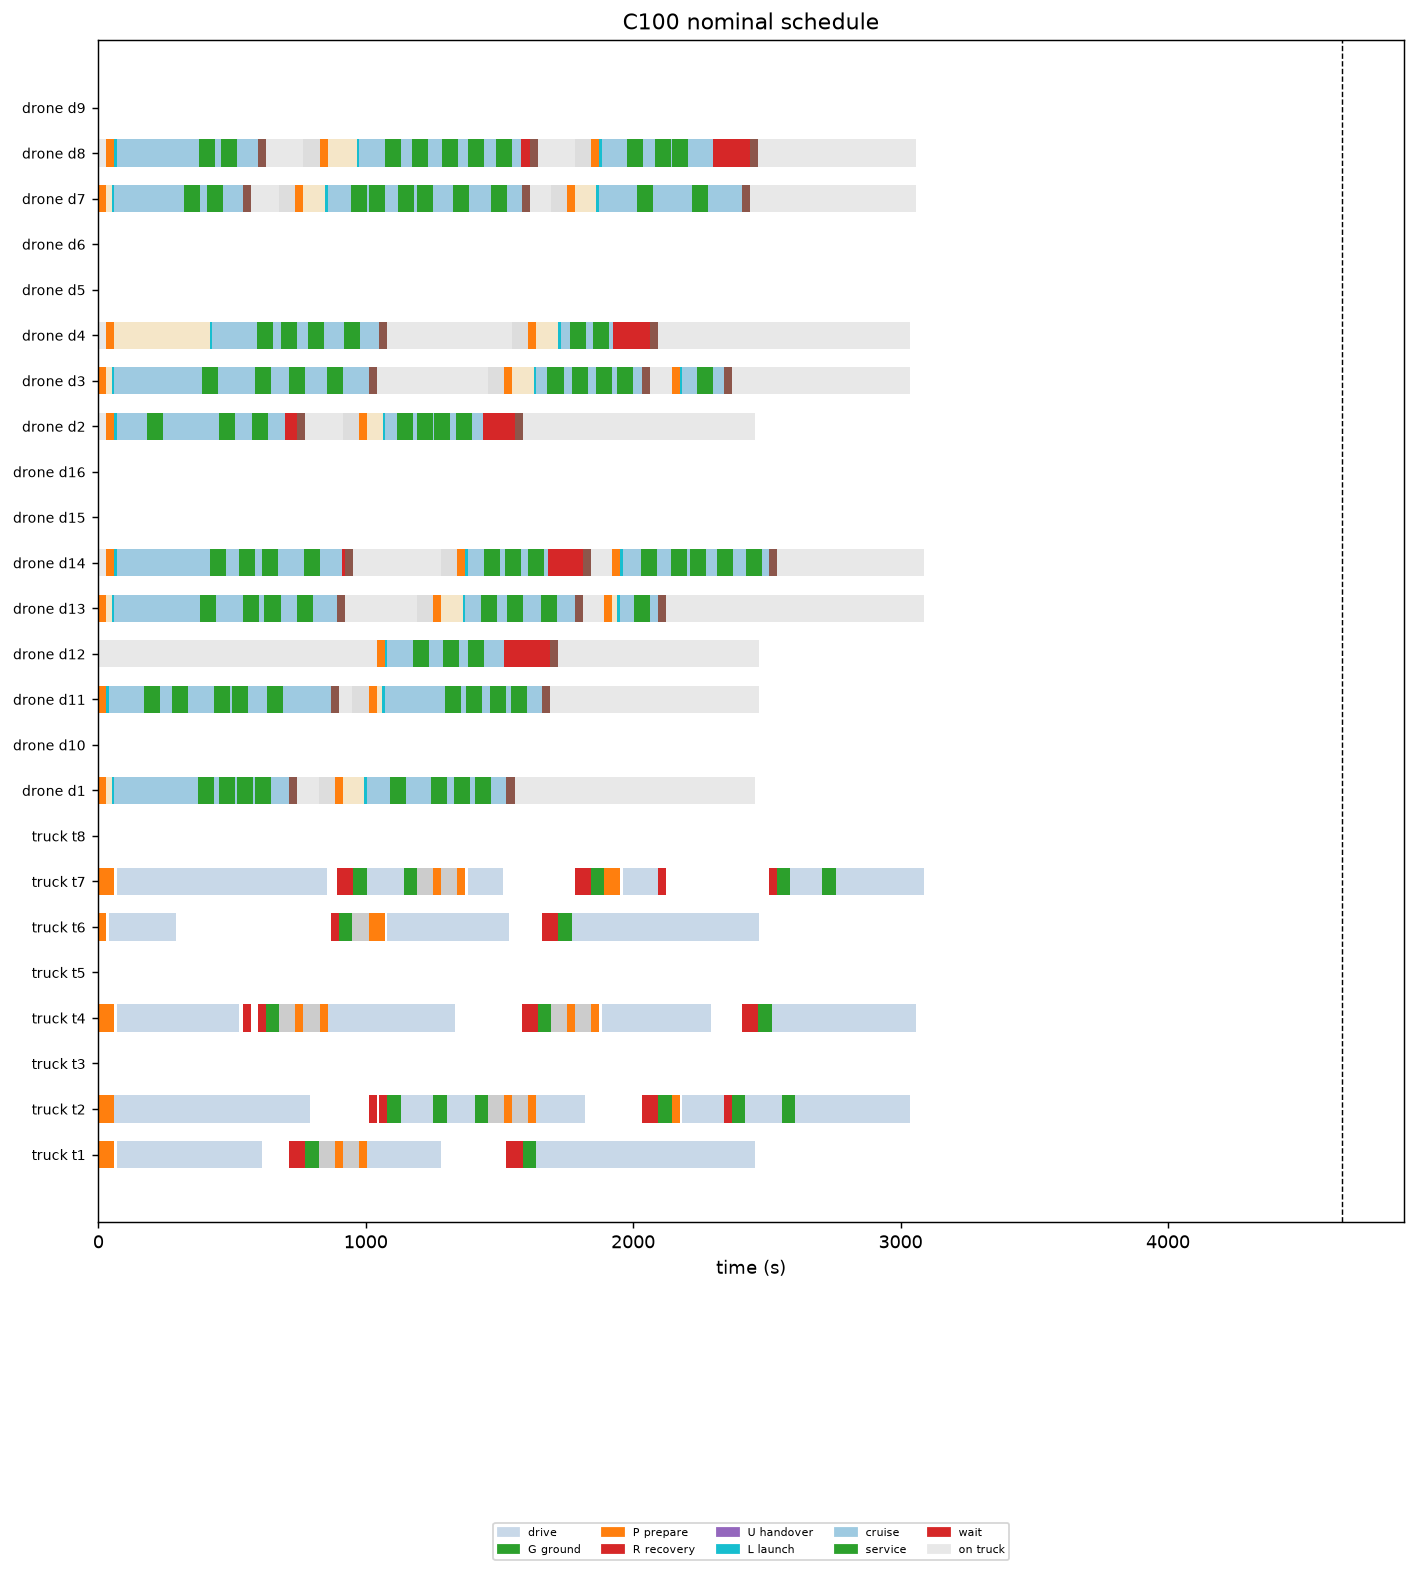 C100 nominal schedule
drone d9
drone d8
drone d7
drone d6
drone d5
drone d4
drone d3
drone d2
drone d16
drone d15
drone d14
drone d13
drone d12
drone d11
drone d10
drone d1
truck t8
truck t7
truck t6
truck t5
truck t4
truck t3
truck t2
truck t1
0 1000 2000 3000 4000
time (s)
drive P prepare U handover cruise wait
G ground R recovery L launch service on truck